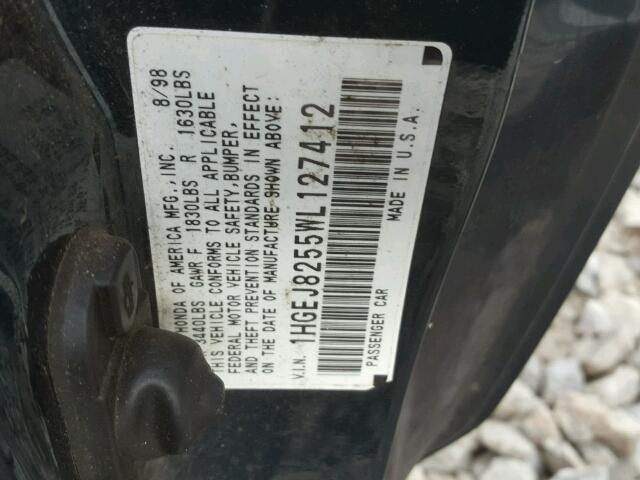 HONDA OF AMERICA MFG.,INC. 8/98
3440LBS GAWR F 1830LBS R 1630LBS
THIS VEHICLE CONFORMS TO ALL APPLICABLE
FEDERAL MOTOR VEHICLE SAFETY,BUMPER,
AND THEFT PREVENTION STANDARDS IN EFFECT
ON THE DATE OF MANUFACTURE SHOWN ABOVE:
V.I.N. 1HGEJ8255WL127412
PASSENGER CAR MADE IN U.S.A.